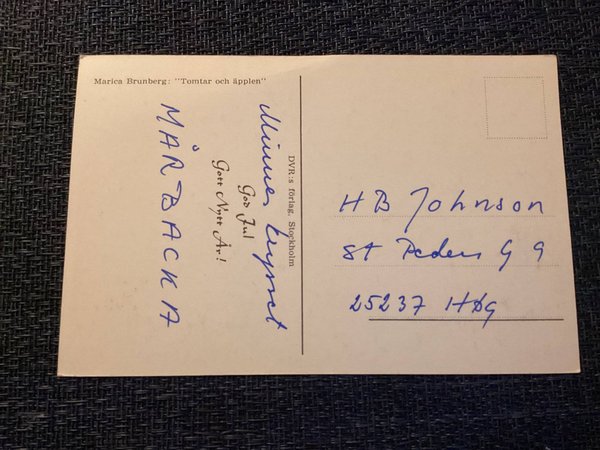 Marica Brunberg: "Tomtar och äpplen"
Minnes
God Jul
Gott Nytt År!
MÅRBACKA
DVR:s förlag, Stockholm
HB Johnson
St Peders G 9
25237 HBg